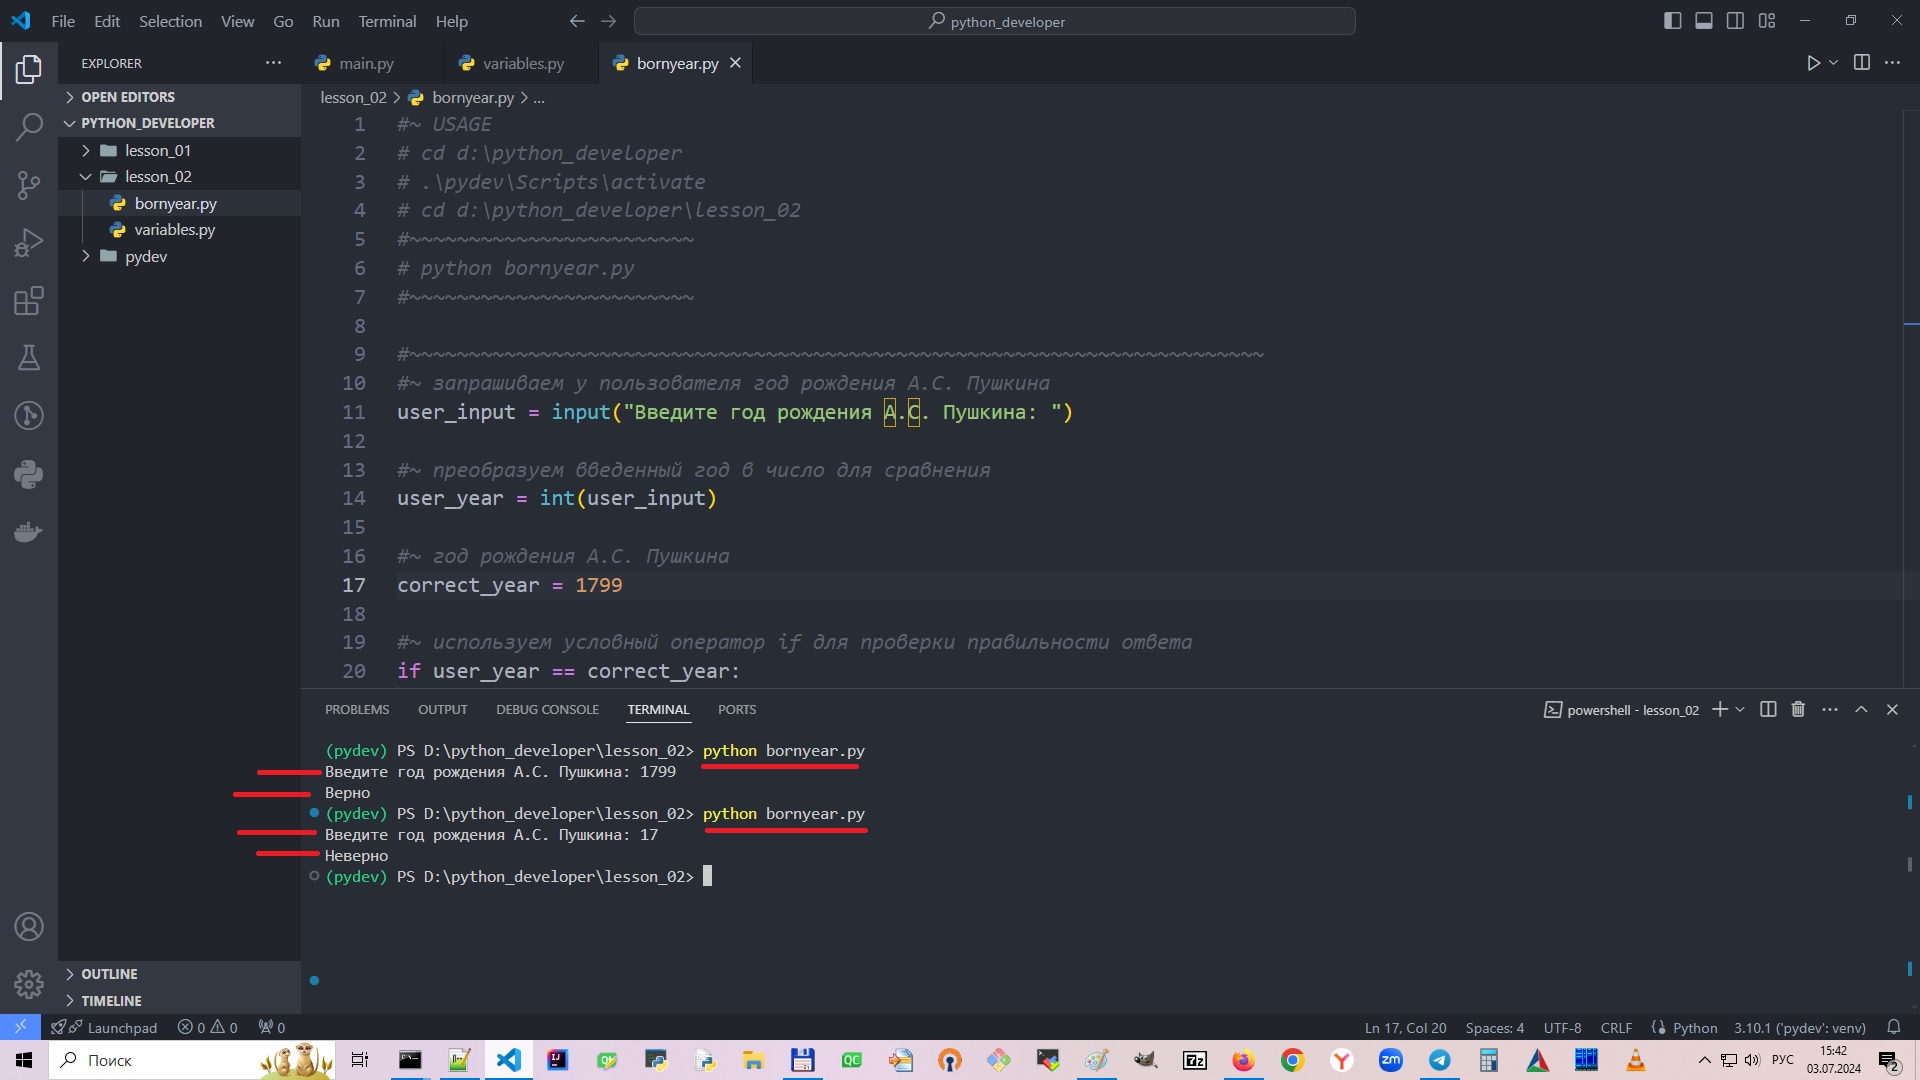 File Edit Selection View Go Run Terminal Help
python_developer
EXPLORER
main.py
variables.py
bornyear.py
OPEN EDITORS
lesson_02 > bornyear.py > ...
PYTHON_DEVELOPER
lesson_01
lesson_02
bornyear.py
variables.py
pydev
1 #~ USAGE
2 # cd d:\python_developer
3 # .\pydev\Scripts\activate
4 # cd d:\python_developer\lesson_02
5 #~~~~~~~~~~~~~~~~~~~~~~~~
6 # python bornyear.py
7 #~~~~~~~~~~~~~~~~~~~~~~~~
8
9 #~~~~~~~~~~~~~~~~~~~~~~~~~~~~~~~~~~~~~~~~~~~~~~~~~~~~~~~~~~~~~~~~~~~~~~~~
10 #~ запрашиваем у пользователя год рождения А.С. Пушкина
11 user_input = input("Введите год рождения А.С. Пушкина: ")
12
13 #~ преобразуем введенный год в число для сравнения
14 user_year = int(user_input)
15
16 #~ год рождения А.С. Пушкина
17 correct_year = 1799
18
19 #~ используем условный оператор if для проверки правильности ответа
20 if user_year == correct_year:
PROBLEMS OUTPUT DEBUG CONSOLE TERMINAL PORTS
powershell - lesson_02
(pydev) PS D:\python_developer\lesson_02> python bornyear.py
Введите год рождения А.С. Пушкина: 1799
Верно
(pydev) PS D:\python_developer\lesson_02> python bornyear.py
Введите год рождения А.С. Пушкина: 17
Неверно
(pydev) PS D:\python_developer\lesson_02>
OUTLINE
TIMELINE
Launchpad 0 0 0
Ln 17, Col 20 Spaces: 4 UTF-8 CRLF Python 3.10.1 ('pydev': venv)
Поиск
QC
7z
zm
РУС
15:42
03.07.2024
2